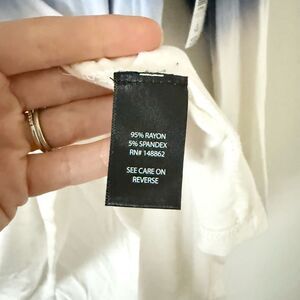 95% RAYON
5% SPANDEX
RN# 148862
SEE CARE ON
REVERSE